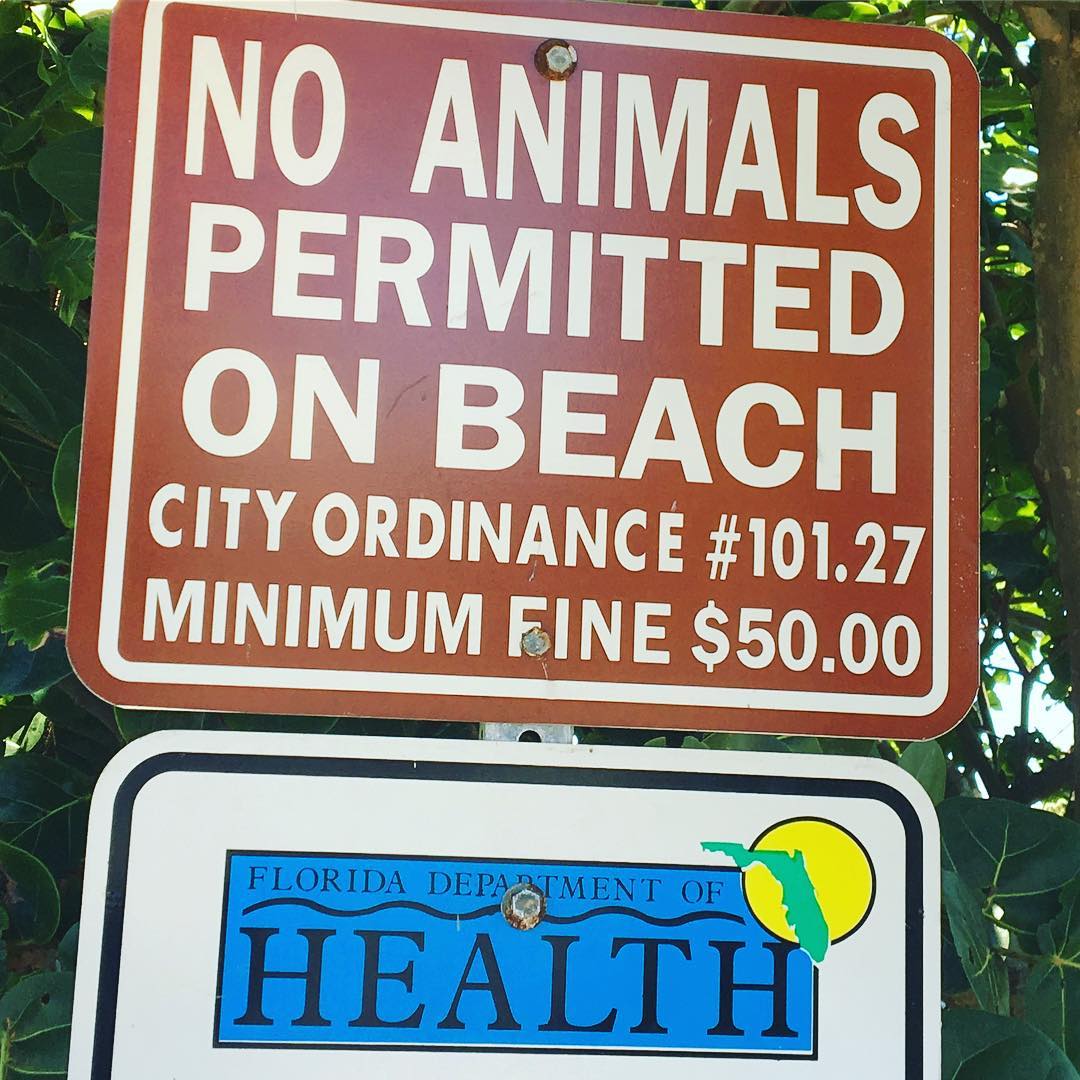 NO ANIMALS
PERMITTED
ON BEACH
CITY ORDINANCE #101.27
MINIMUM FINE $50.00
FLORIDA DEPARTMENT OF
HEALTH